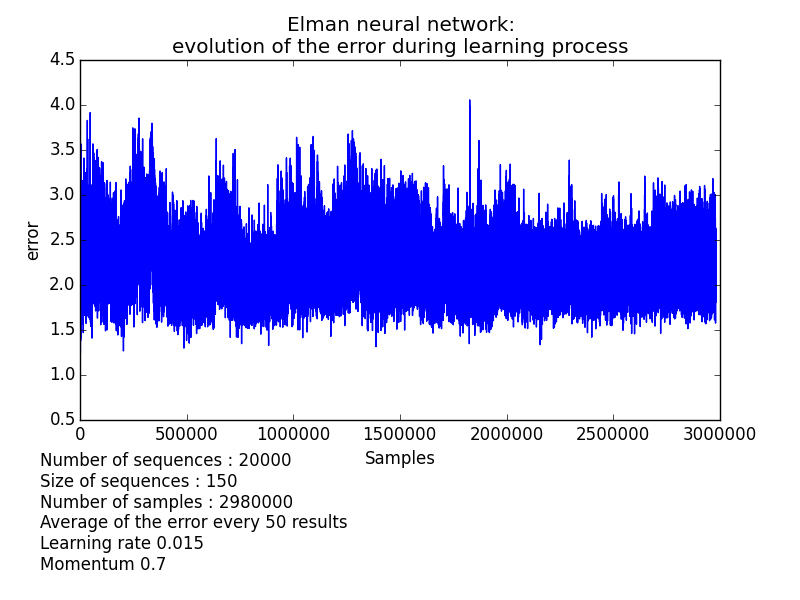 Elman neural network:
evolution of the error during learning process
4.5
4.0
3.5
3.0
2.5
2.0
1.5
1.0
0.5
error
0 500000 1000000 1500000 2000000 2500000 3000000
Samples
Number of sequences : 20000
Size of sequences : 150
Number of samples : 2980000
Average of the error every 50 results
Learning rate 0.015
Momentum 0.7